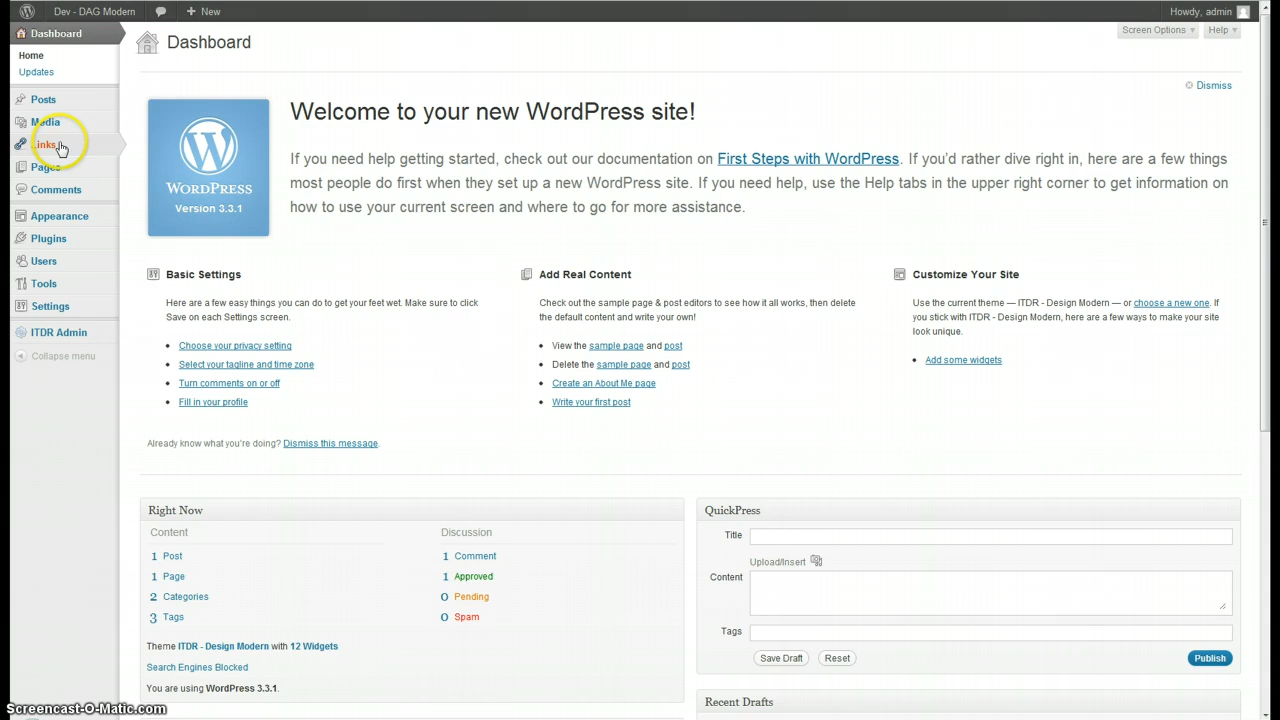 Dev - DAG Modern
New
Howdy, admin
Dashboard
Home
Updates
Posts
Media
Links
Pages
Comments
Appearance
Plugins
Users
Tools
Settings
ITDR Admin
Collapse menu
Dashboard
Screen Options
Help
Dismiss
WORDPRESS
Version 3.3.1
Welcome to your new WordPress site!
If you need help getting started, check out our documentation on First Steps with WordPress. If you'd rather dive right in, here are a few things
most people do first when they set up a new WordPress site. If you need help, use the Help tabs in the upper right corner to get information
on how to use your current screen and where to go for more assistance.
Basic Settings
Here are a few easy things you can do to get your feet wet. Make sure to click
Save on each Settings screen.
Choose your privacy setting
Select your tagline and time zone
Turn comments on or off
Fill in your profile
Add Real Content
Check out the sample page & post editors to see how it all works, then delete
the default content and write your own!
View the sample page and post
Delete the sample page and post
Create an About Me page
Write your first post
Customize Your Site
Use the current theme — ITDR - Design Modern — or choose a new one. If
you stick with ITDR - Design Modern, here are a few ways to make your site
look unique.
Add some widgets
Already know what you're doing? Dismiss this message.
Right Now
Content
1 Post
1 Page
2 Categories
3 Tags
Discussion
1 Comment
1 Approved
0 Pending
0 Spam
Theme ITDR - Design Modern with 12 Widgets
Search Engines Blocked
You are using WordPress 3.3.1.
QuickPress
Title
Upload/Insert
Content
Tags
Save Draft
Reset
Publish
Recent Drafts
Screencast-O-Matic.com